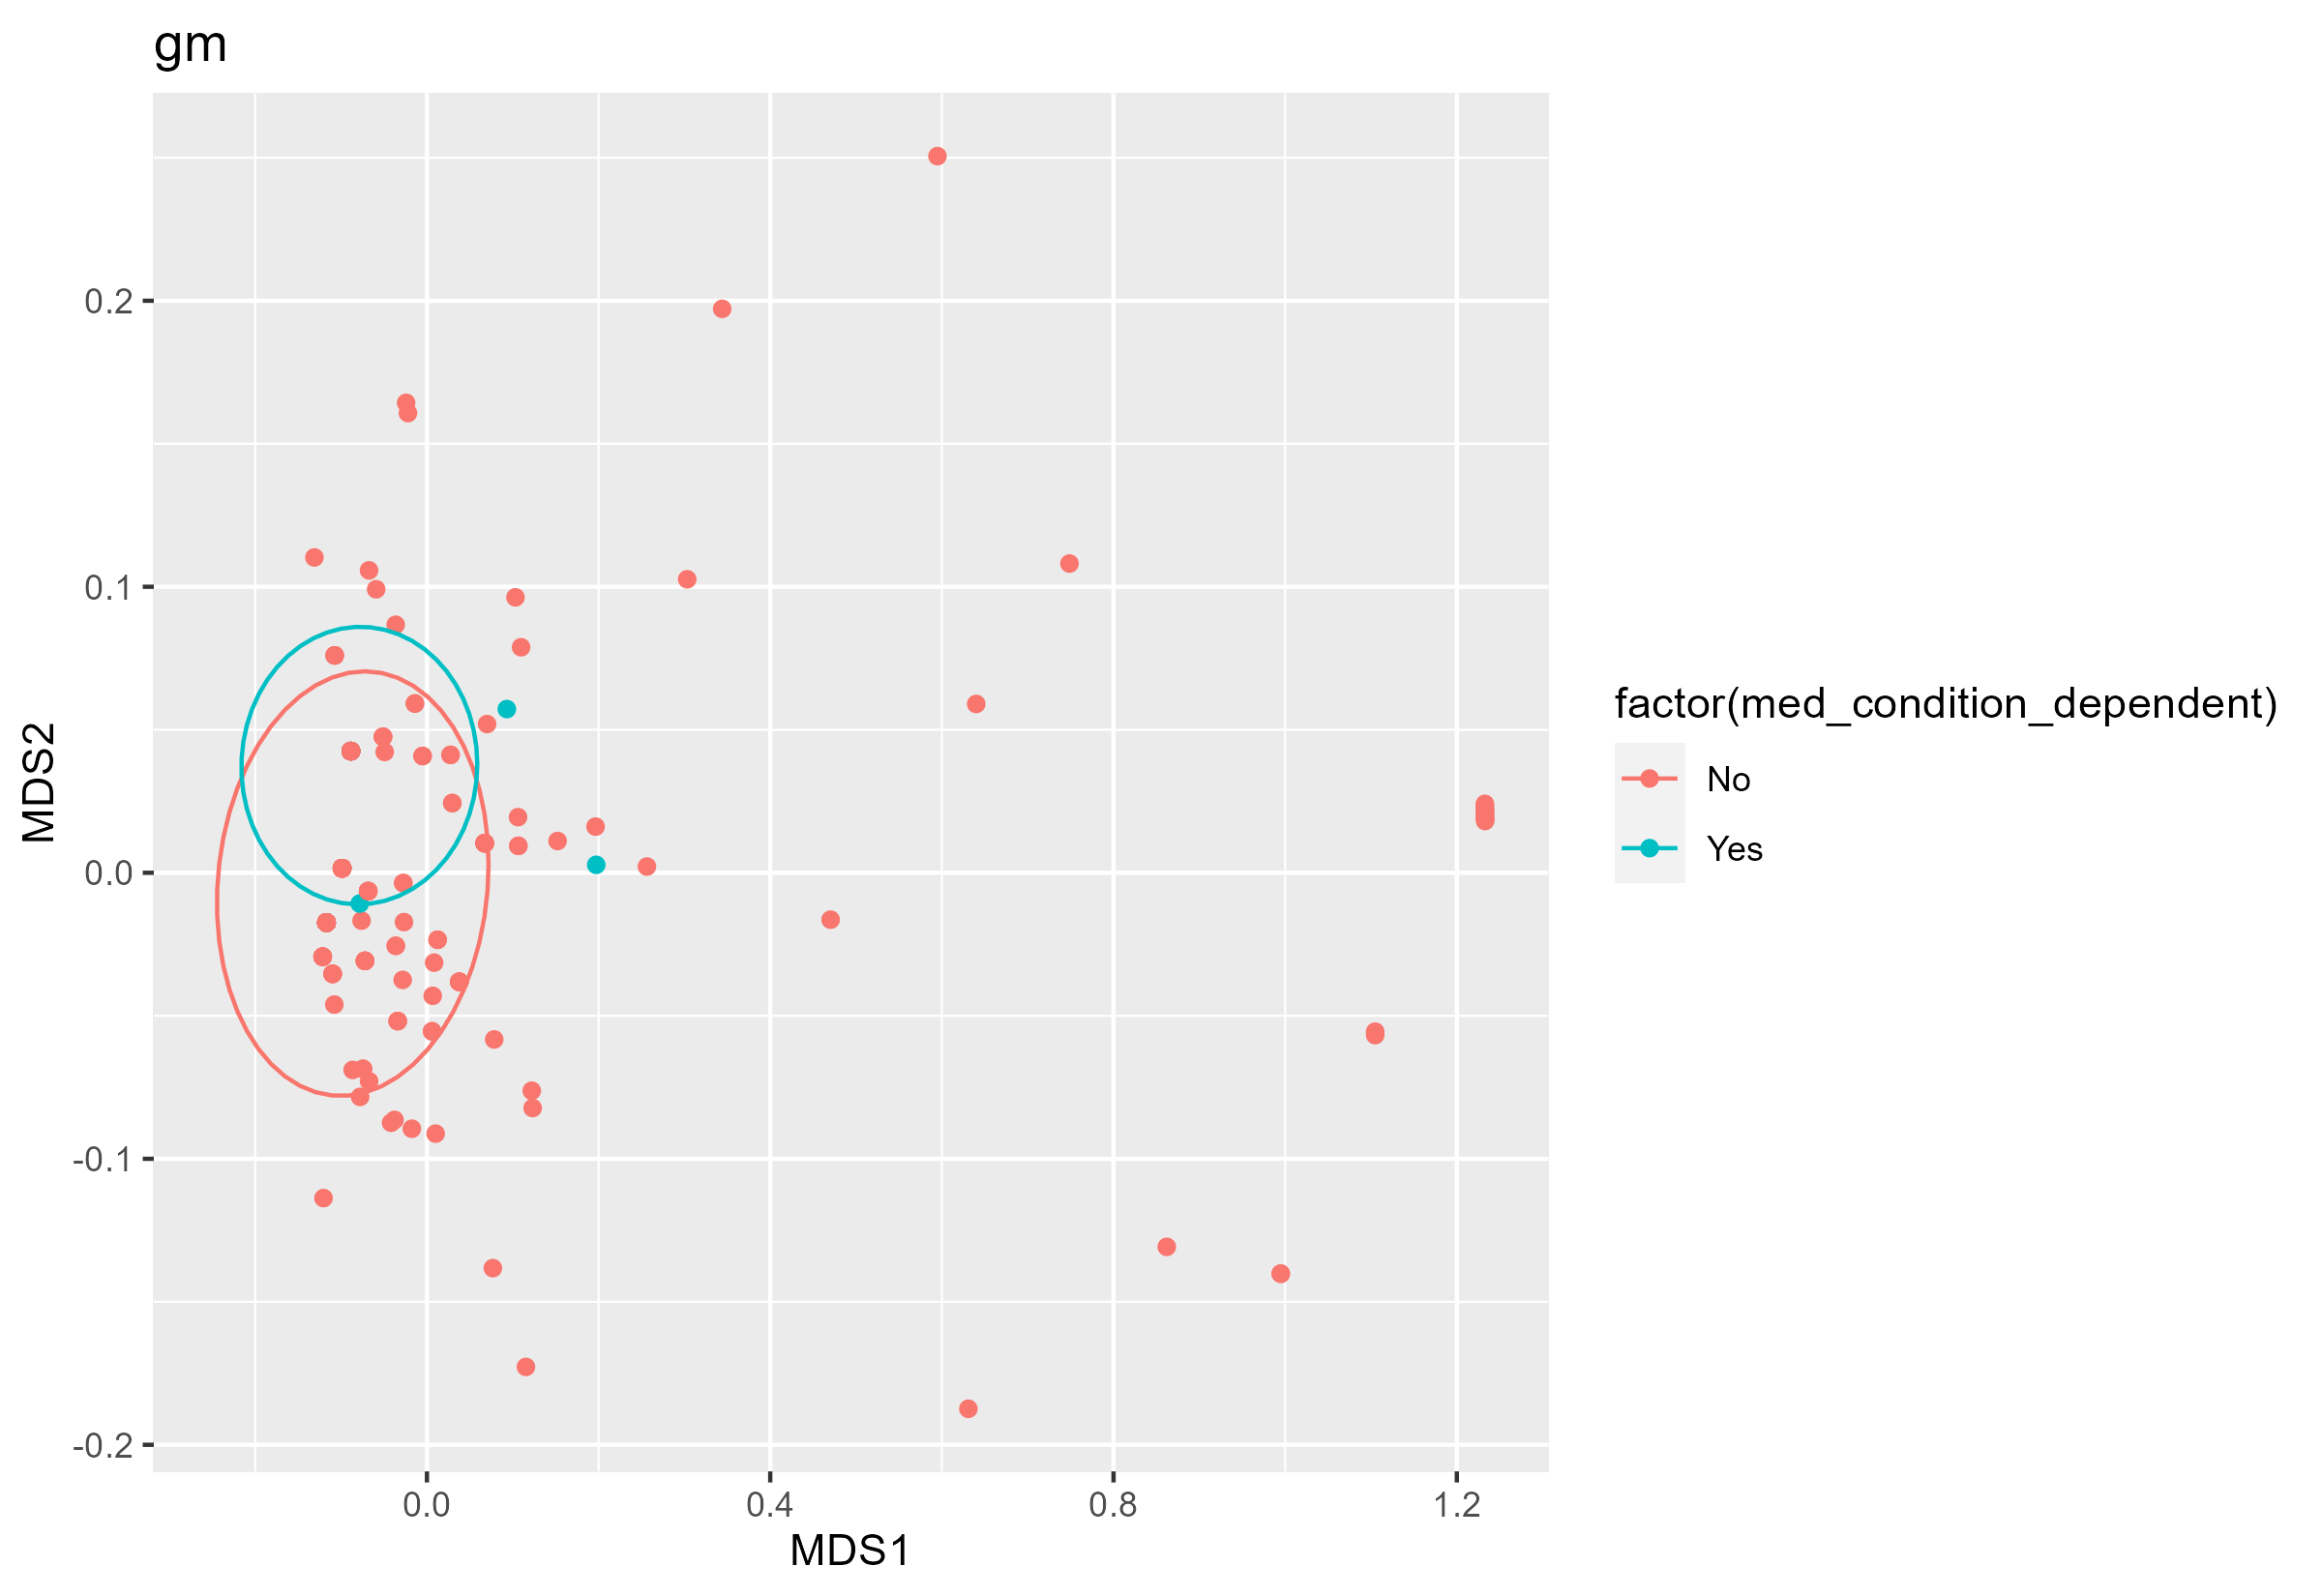 gm
0.2
0.1
0.0
-0.1
-0.2
MDS2
0.0 0.4 0.8 1.2
MDS1
factor(med_condition_dependent)
No
Yes